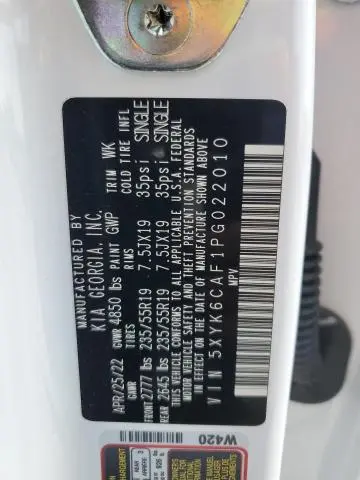 MANUFACTURED BY
KIA GEORGIA, INC.
APR/25/22 GVWR 4850 lbs PAINT GWP TRIM WK
GAWR TIRES RIMS COLD TIRE INFL
FRONT 2777 lbs 235/55R19 7.5JX19 35psi SINGLE
REAR 2645 lbs 235/55R19 7.5JX19 35psi SINGLE
THIS VEHICLE CONFORMS TO ALL APPLICABLE U.S.A. FEDERAL
MOTOR VEHICLE SAFETY STANDARDS IN EFFECT ON THE
DATE OF MANUFACTURE SHOWN ABOVE
VIN 5XYK6CAF1PG022010
MPV
W420